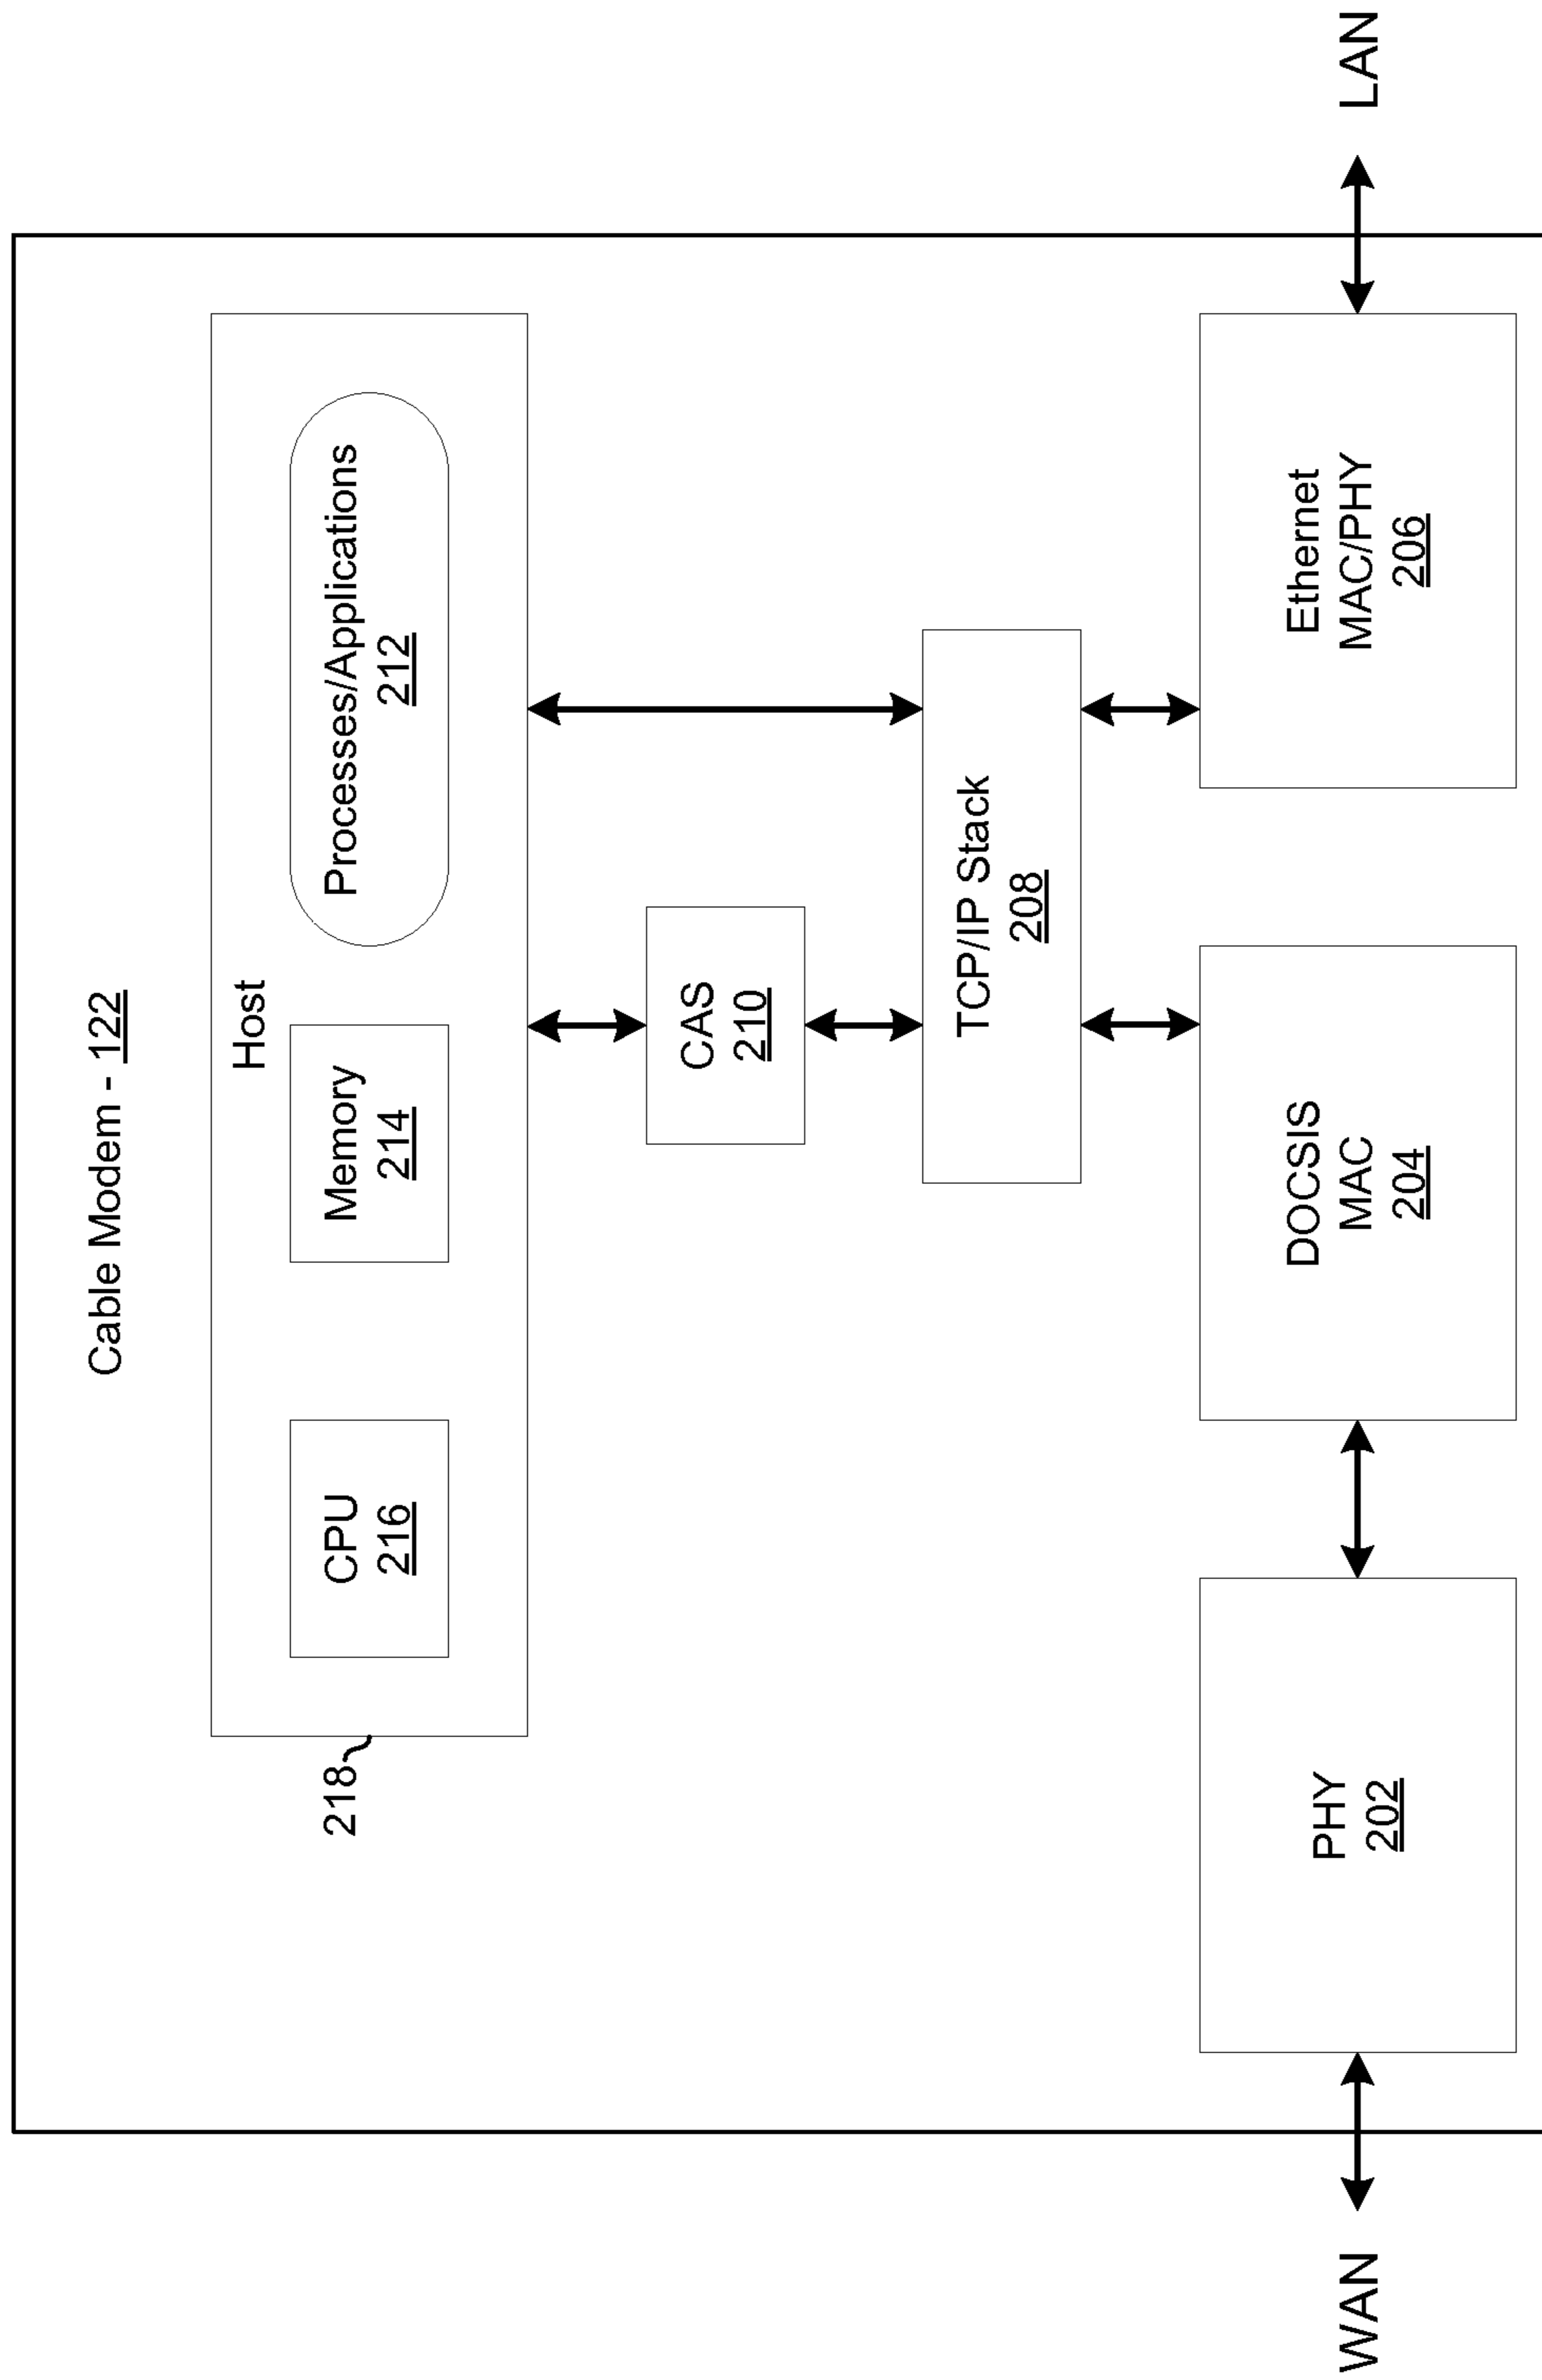 Cable Modem - 122
Host
218
CPU
216
Memory
214
Processes/Applications
212
CAS
210
TCP/IP Stack
208
WAN
PHY
202
DOCSIS
MAC
204
Ethernet
MAC/PHY
206
LAN